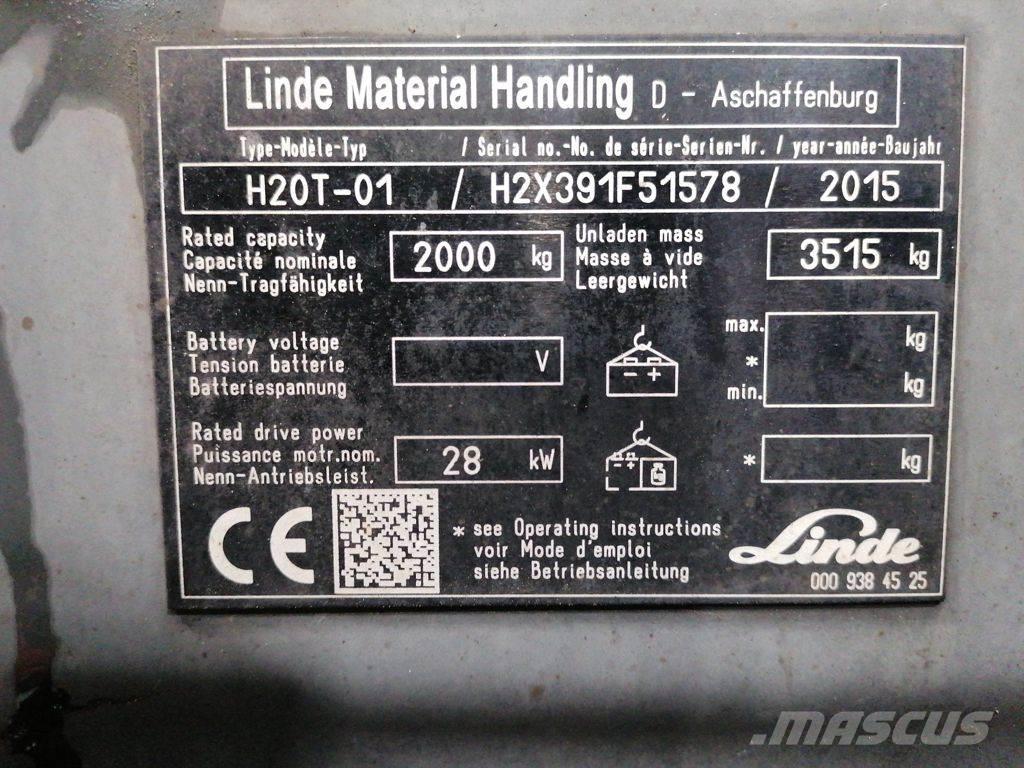 Linde Material Handling D - Aschaffenburg
Type-Modèle-Typ / Serial no.-No. de série-Serien-Nr. / year-année-Baujahr
H20T-01 / H2X391F51578 / 2015
Rated capacity
Capacité nominale
Nenn-Tragfähigkeit
2000 kg
Unladen mass
Masse à vide
Leergewicht
3515 kg
Battery voltage
Tension batterie
Batteriespannung
V
max. kg
*
min. kg
Rated drive power
Puissance motr.nom.
Nenn-Antriebsleist.
28 kW
kg
* kg
CE
* see Operating instructions
voir Mode d'emploi
siehe Betriebsanleitung
Linde
000 938 45 25
.MASCUS